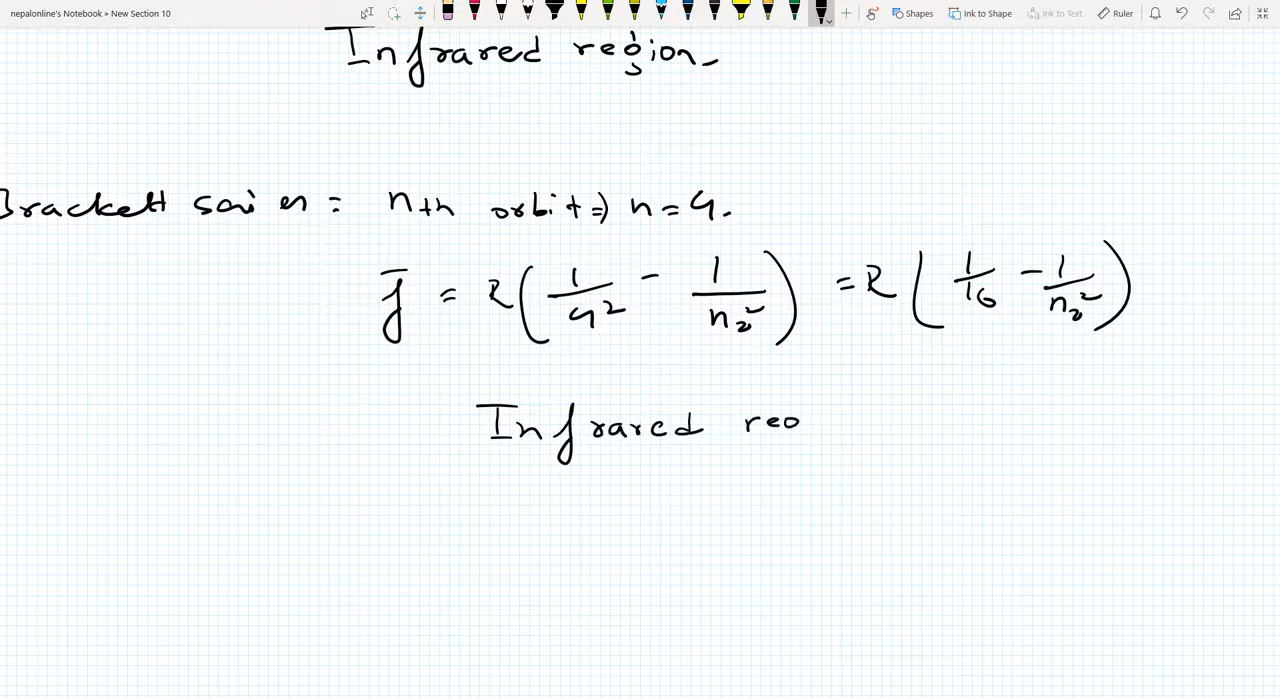 nepalonline's Notebook » New Section 10
Shapes Ink to Shape Ink to Text Ruler
Infrared region.
Brackett series = nth orbit => n = 4.
f̄ = R(1/4² - 1/n₂²) = R(1/16 - 1/n₂²)
Infrared reo